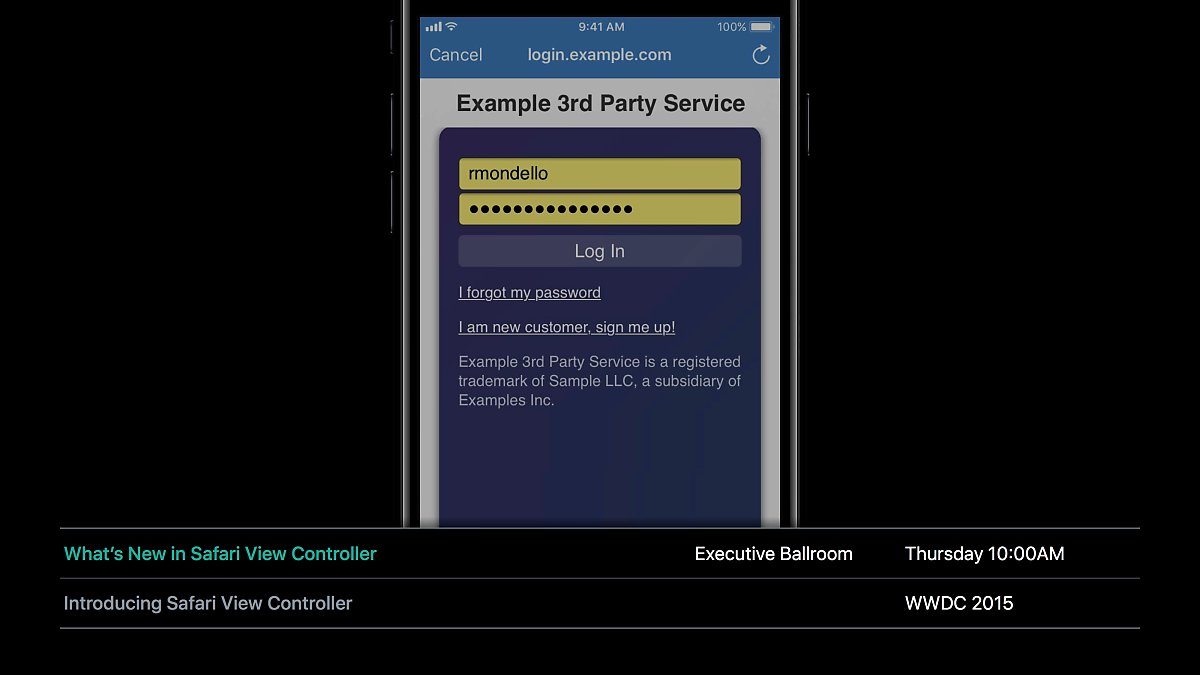 9:41 AM
100%
Cancel
login.example.com
Example 3rd Party Service
rmondello
●●●●●●●●●●●●●●●
Log In
I forgot my password
I am new customer, sign me up!
Example 3rd Party Service is a registered
trademark of Sample LLC, a subsidiary of
Examples Inc.
What‘s New in Safari View Controller Executive Ballroom Thursday 10:00AM
Introducing Safari View Controller WWDC 2015